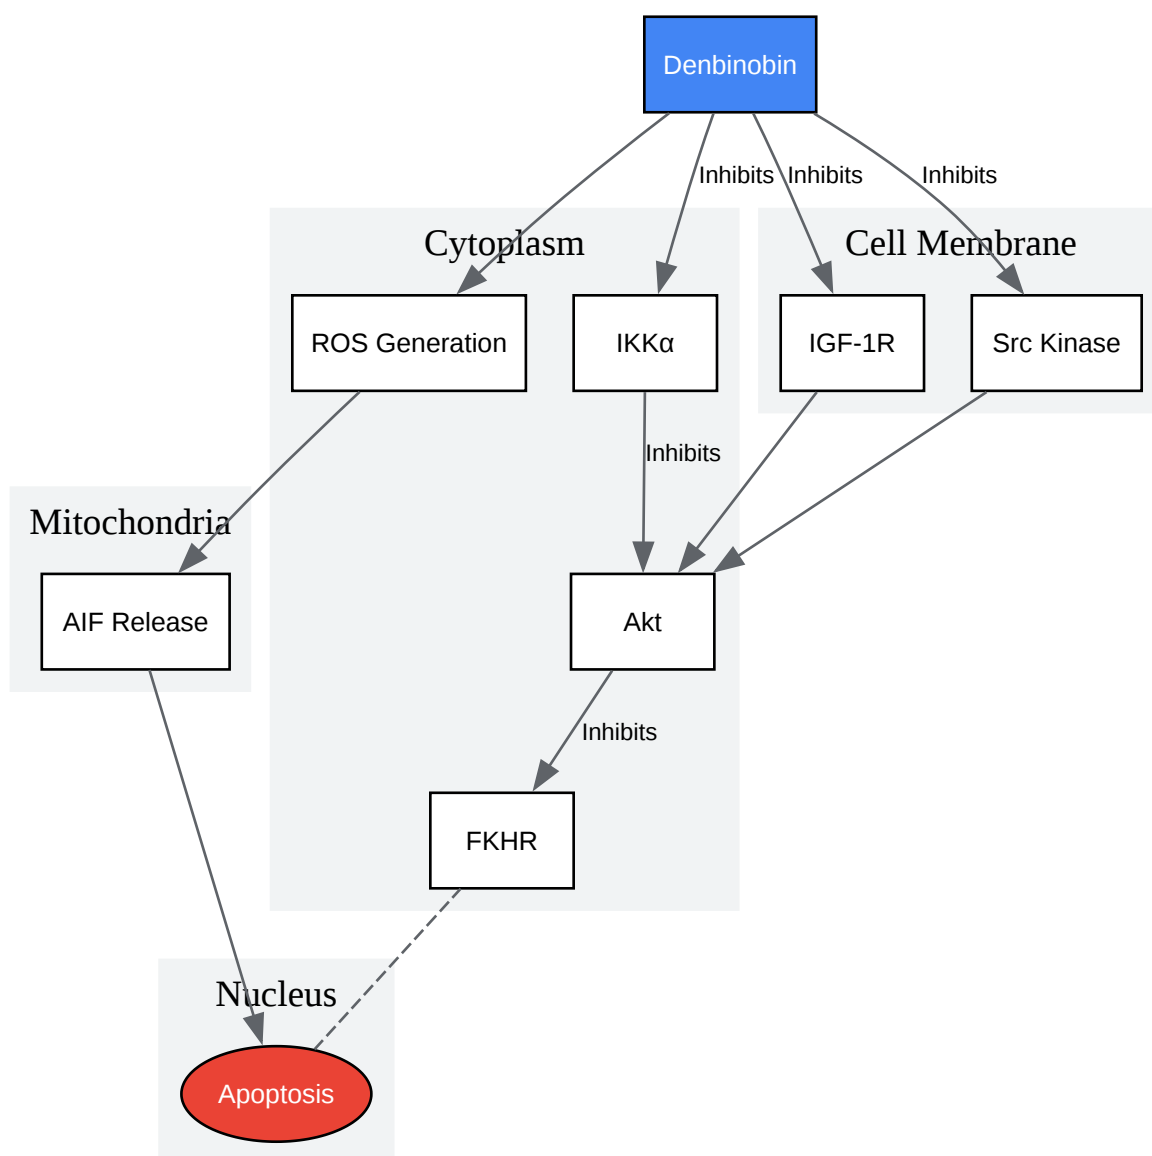 Denbinobin
Inhibits
Inhibits
Inhibits
Cytoplasm
Cell Membrane
ROS Generation
IKKα
IGF-1R
Src Kinase
Inhibits
Mitochondria
AIF Release
Akt
Inhibits
FKHR
Nucleus
Apoptosis